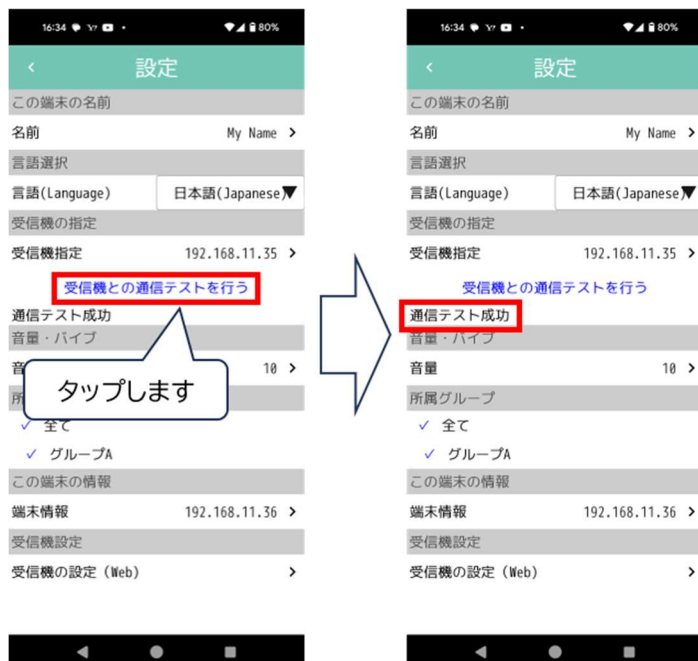 16:34
80%
設定
この端末の名前
名前 My Name
言語選択
言語(Language) 日本語(Japanese)
受信機の指定
受信機指定 192.168.11.35
受信機との通信テストを行う
通信テスト成功
音量・バイブ
音 10
タップします
所
全て
グループA
この端末の情報
端末情報 192.168.11.36
受信機設定
受信機の設定(Web)
16:34
80%
設定
この端末の名前
名前 My Name
言語選択
言語(Language) 日本語(Japanese)
受信機の指定
受信機指定 192.168.11.35
受信機との通信テストを行う
通信テスト成功
音量・バイブ
音量 10
所属グループ
全て
グループA
この端末の情報
端末情報 192.168.11.36
受信機設定
受信機の設定(Web)